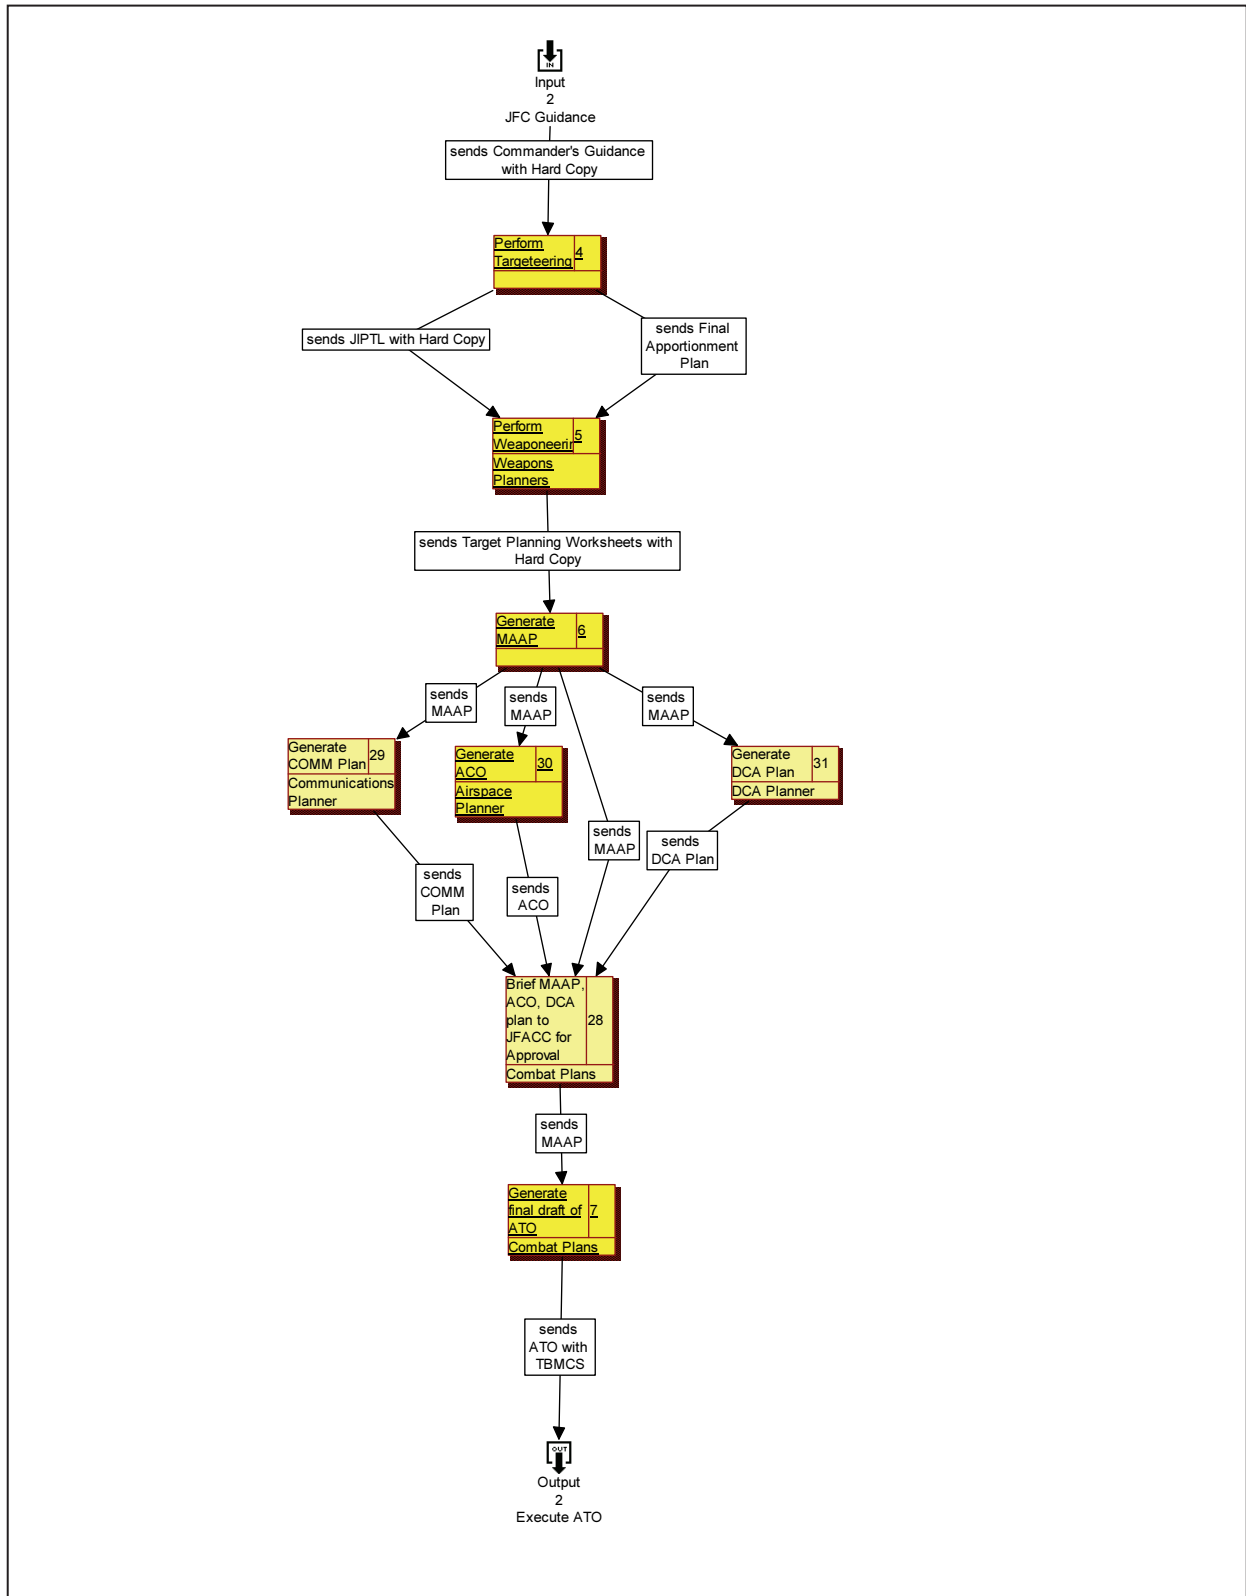 IN
Input
2
JFC Guidance
sends Commander's Guidance
with Hard Copy
Perform
Targeteering
4
sends JIPTL with Hard Copy
sends Final
Apportionment
Plan
Perform
Weaponeerin
5
Weapons
Planners
sends Target Planning Worksheets with
Hard Copy
Generate
MAAP
6
sends
MAAP
sends
MAAP
sends
MAAP
Generate
COMM Plan
29
Communications
Planner
Generate
ACO
30
Airspace
Planner
Generate
DCA Plan
31
DCA Planner
sends
MAAP
sends
DCA Plan
sends
COMM
Plan
sends
ACO
Brief MAAP,
ACO, DCA
plan to
JFACC for
Approval
28
Combat Plans
sends
MAAP
Generate
final draft of
ATO
7
Combat Plans
sends
ATO with
TBMCS
OUT
Output
2
Execute ATO